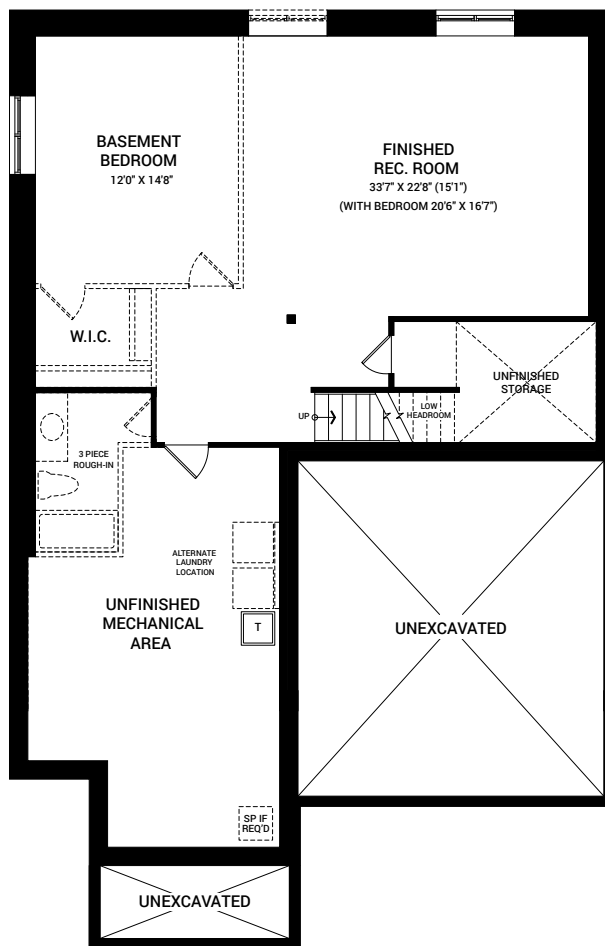 BASEMENT
BEDROOM
12'0" X 14'8"
FINISHED
REC. ROOM
33'7" X 22'8" (15'1")
(WITH BEDROOM 20'6" X 16'7")
W.I.C.
UNFINISHED
STORAGE
UP
LOW
HEADROOM
3 PIECE
ROUGH-IN
ALTERNATE
LAUNDRY
LOCATION
UNFINISHED
MECHANICAL
AREA
T
UNEXCAVATED
SP IF
REQ'D
UNEXCAVATED